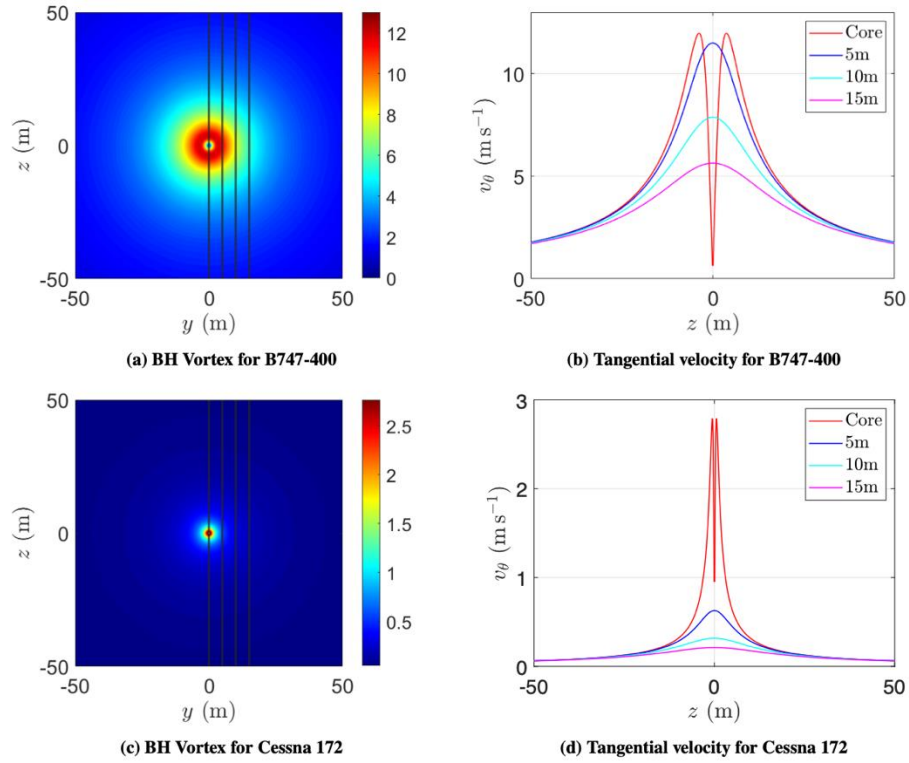 50
0
-50
z (m)
-50
0
50
y (m)
12
10
8
6
4
2
0
(a) BH Vortex for B747-400
10
5
0
v_θ (m s⁻¹)
-50
0
50
z (m)
Core
5m
10m
15m
(b) Tangential velocity for B747-400
50
0
-50
z (m)
-50
0
50
y (m)
2.5
2
1.5
1
0.5
(c) BH Vortex for Cessna 172
3
2
1
0
v_θ (m s⁻¹)
-50
0
50
z (m)
Core
5m
10m
15m
(d) Tangential velocity for Cessna 172